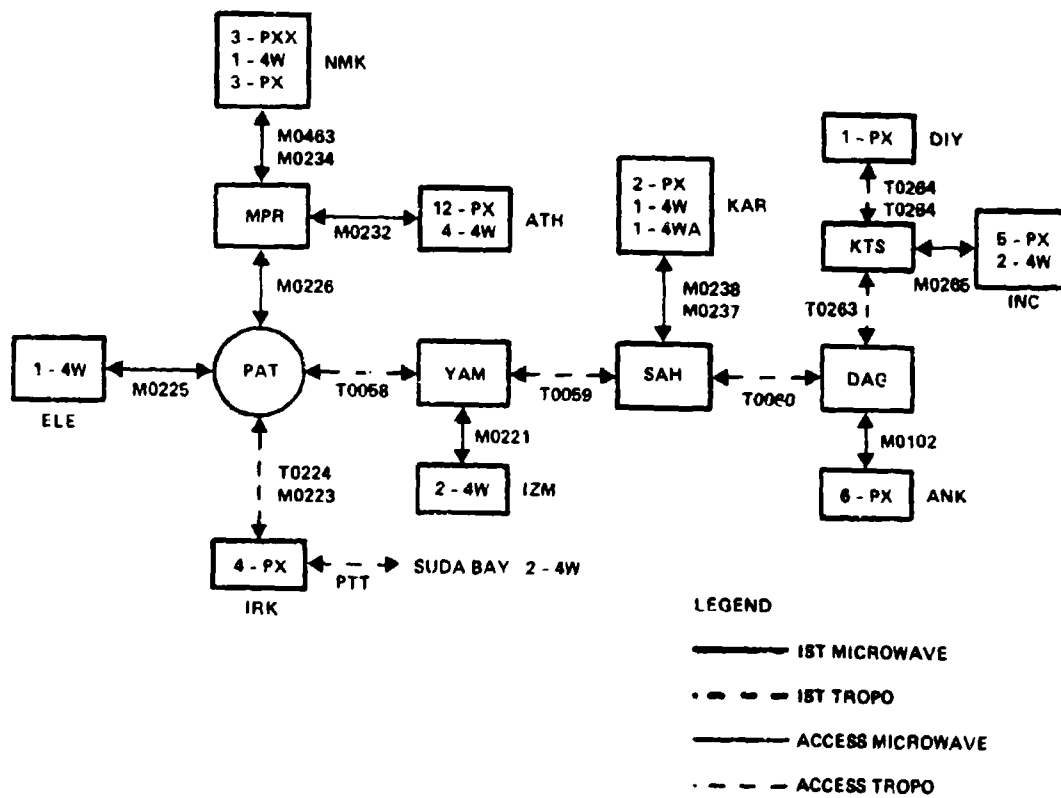 3 - PXX
1 - 4W
3 - PX
NMK
M0463
M0234
MPR
M0232
12 - PX
4 - 4W
ATH
M0226
1 - 4W
ELE
M0225
PAT
T0058
YAM
T0059
M0221
2 - 4W
IZM
T0224
M0223
4 - PX
IRK
PTT
SUDA BAY 2 - 4W
2 - PX
1 - 4W
1 - 4WA
KAR
M0238
M0237
SAH
T0060
1 - PX
DIY
T0264
T0264
KTS
M0265
5 - PX
2 - 4W
INC
T0263
DAG
M0102
6 - PX
ANK
LEGEND
IST MICROWAVE
IST TROPO
ACCESS MICROWAVE
ACCESS TROPO